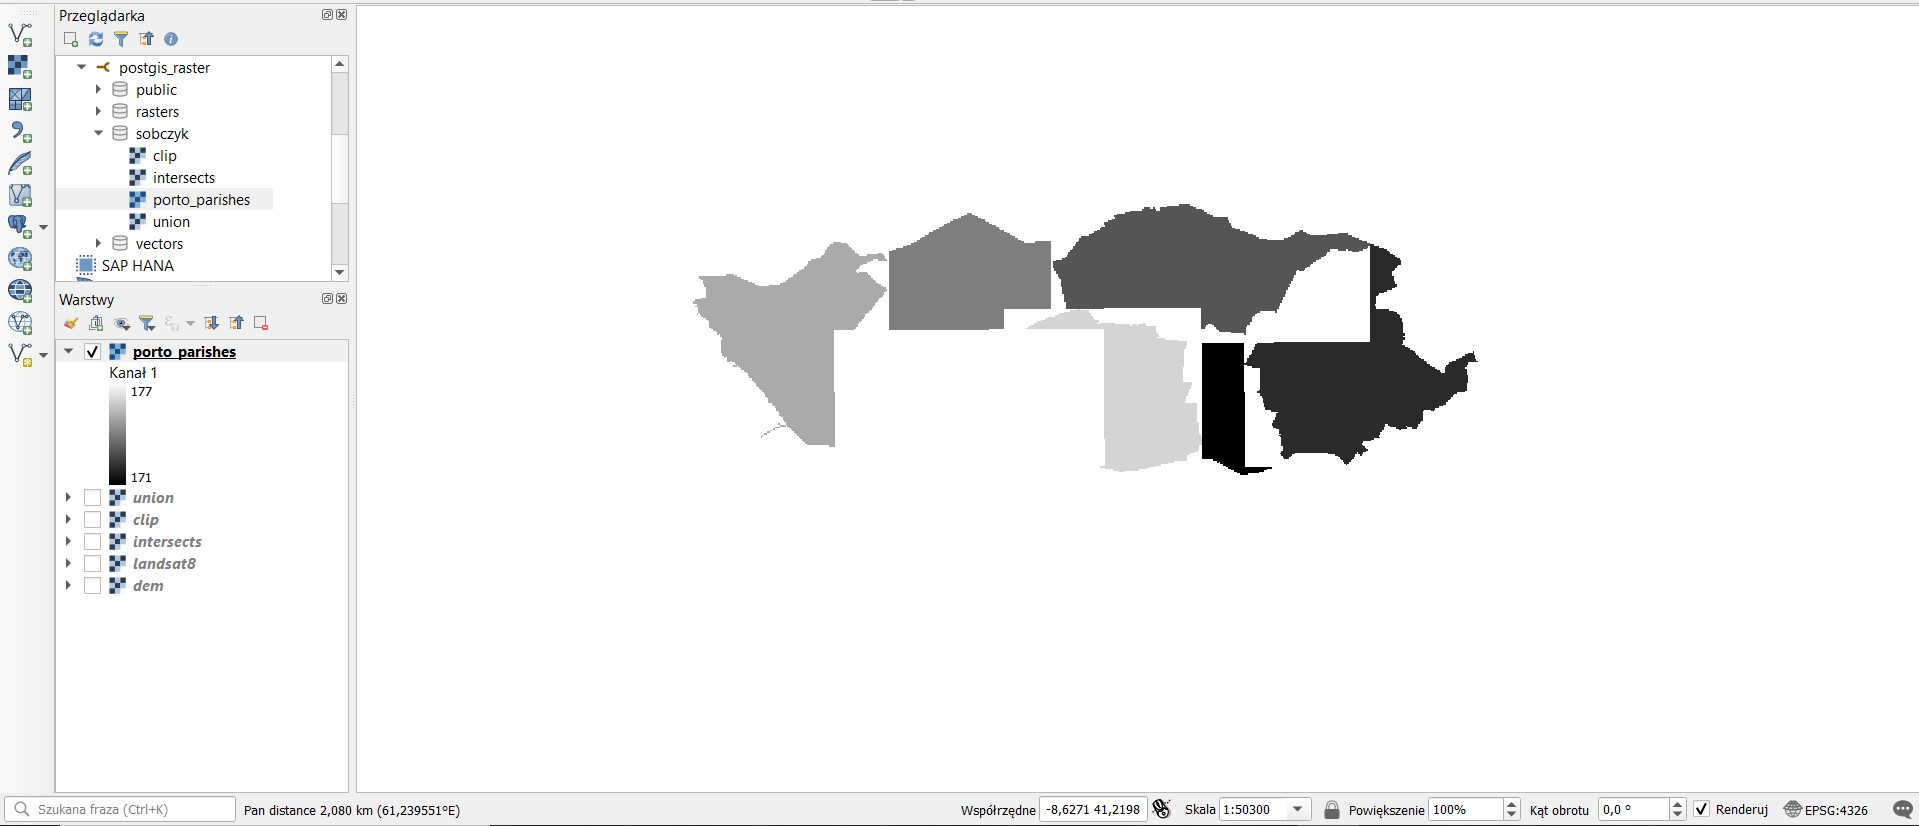 Przeglądarka
postgis_raster
public
rasters
sobczyk
clip
intersects
porto_parishes
union
vectors
SAP HANA
Warstwy
porto_parishes
Kanał 1
177
171
union
clip
intersects
landsat8
dem
Szukana fraza (Ctrl+K)
Pan distance 2,080 km (61,239551°E)
Współrzędne
-8,6271 41,2198
Skala
1:50300
Powiększenie
100%
Kąt obrotu
0,0 °
Renderuj
EPSG:4326